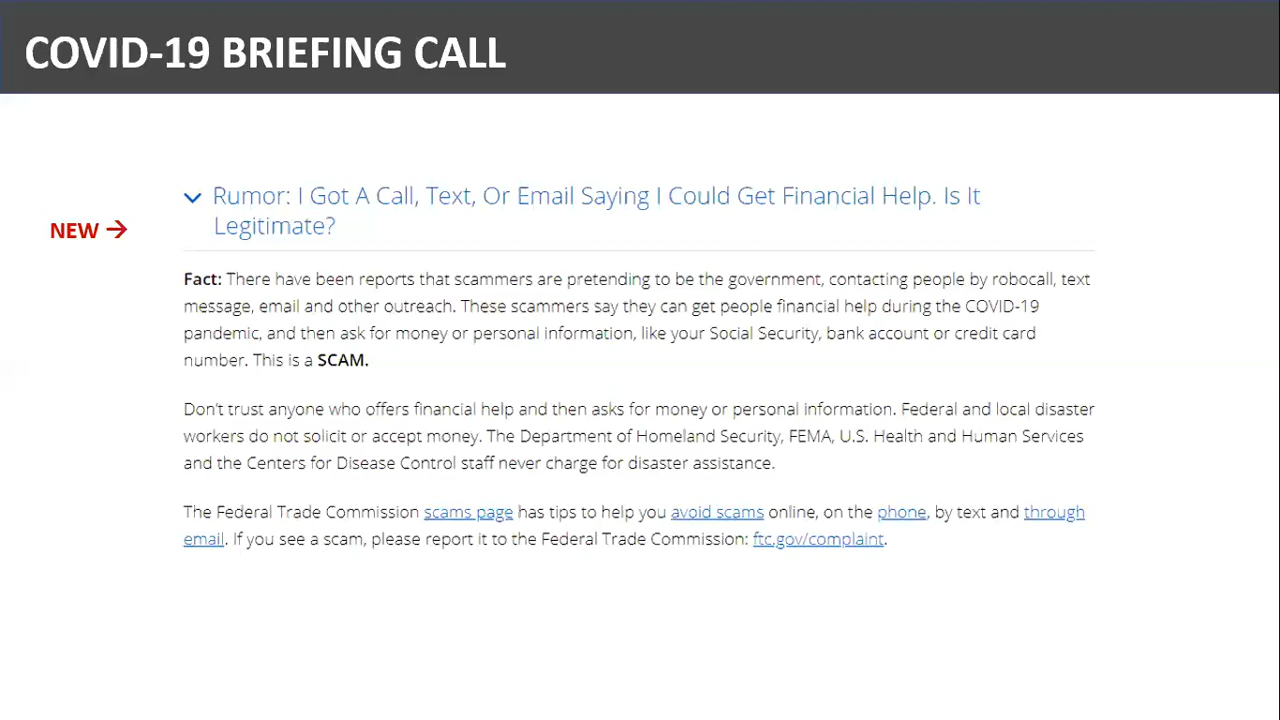 COVID-19 BRIEFING CALL
Rumor: I Got A Call, Text, Or Email Saying I Could Get Financial Help. Is It
Legitimate?
NEW →
Fact: There have been reports that scammers are pretending to be the government, contacting people by robocall, text
message, email and other outreach. These scammers say they can get people financial help during the COVID-19
pandemic, and then ask for money or personal information, like your Social Security, bank account or credit card
number. This is a SCAM.
Don't trust anyone who offers financial help and then asks for money or personal information. Federal and local disaster
workers do not solicit or accept money. The Department of Homeland Security, FEMA, U.S. Health and Human Services
and the Centers for Disease Control staff never charge for disaster assistance.
The Federal Trade Commission scams page has tips to help you avoid scams online, on the phone, by text and through
email. If you see a scam, please report it to the Federal Trade Commission: ftc.gov/complaint.